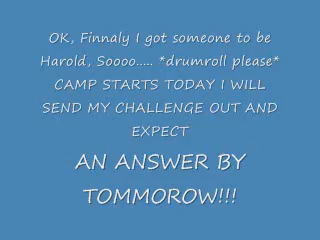 OK, Finnaly I got someone to be
Harold, Soooo..... *drumroll please*
CAMP STARTS TODAY I WILL
SEND MY CHALLENGE OUT AND
EXPECT
AN ANSWER BY
TOMMOROW!!!